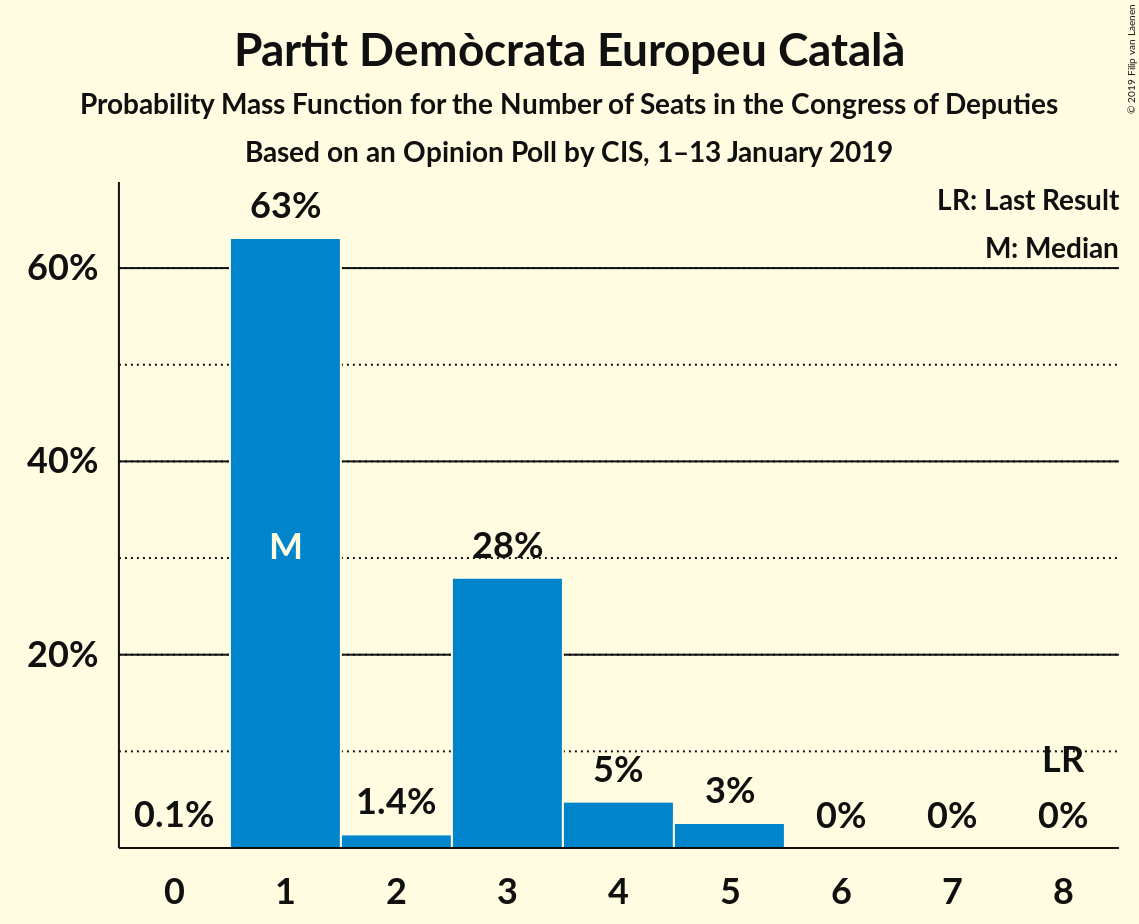 Partit Demòcrata Europeu Català
Probability Mass Function for the Number of Seats in the Congress of Deputies
Based on an Opinion Poll by CIS, 1–13 January 2019
© 2019 Filip van Laenen
LR: Last Result
M: Median
63%
60%
40%
M
28%
20%
LR
5%
3%
1.4%
0.1%
0%
0%
0%
0 1 2 3 4 5 6 7 8